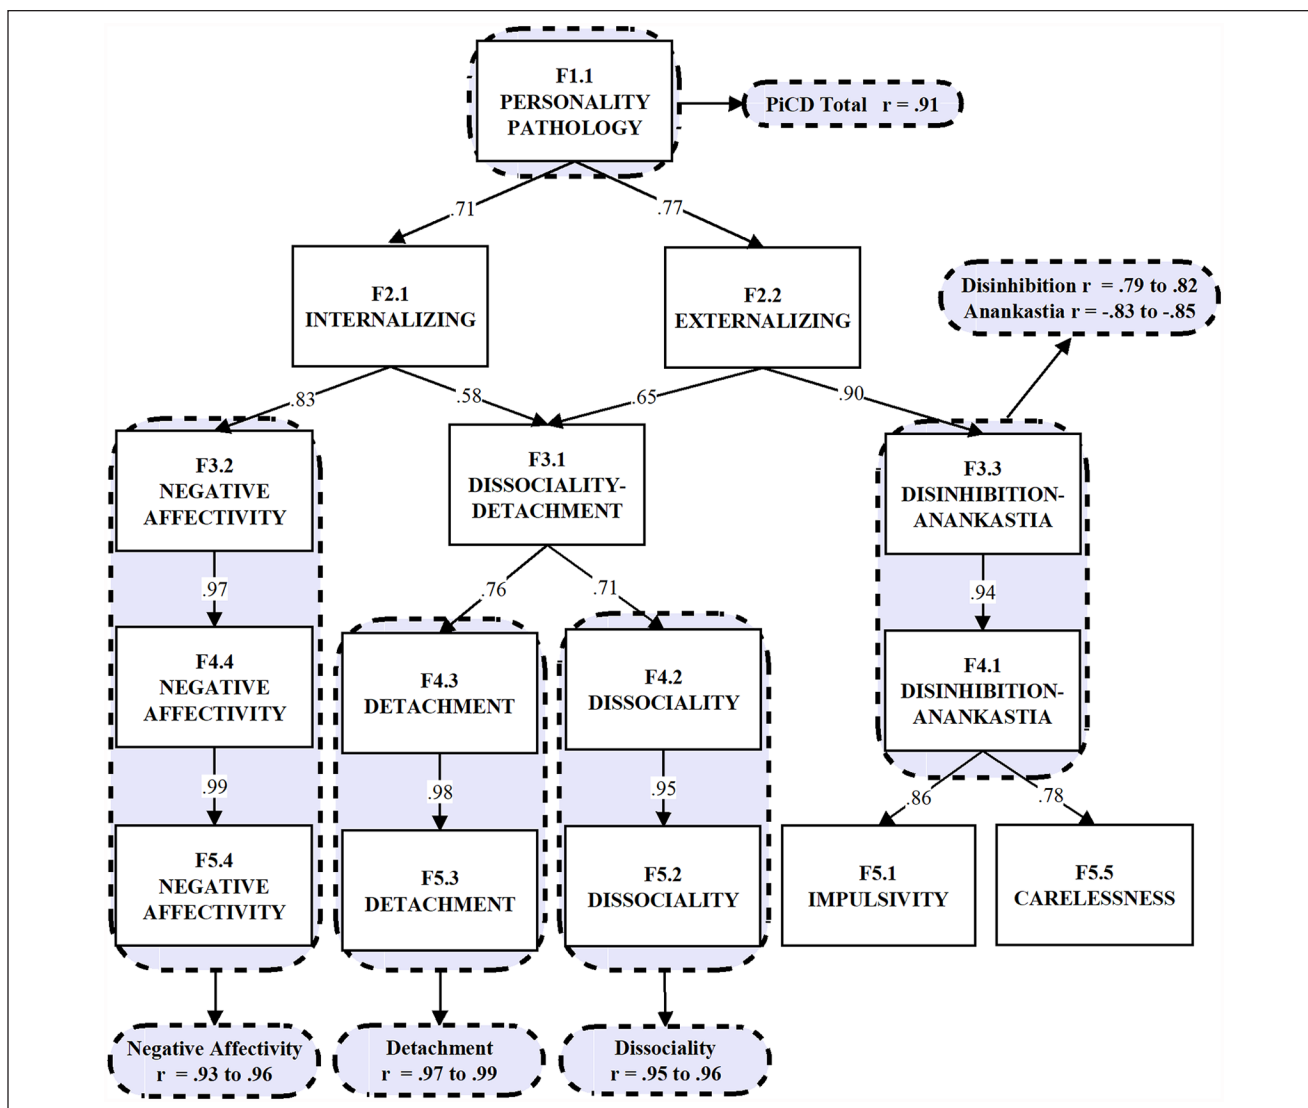 F1.1
PERSONALITY
PATHOLOGY
PiCD Total r = .91
.71
.77
F2.1
INTERNALIZING
F2.2
EXTERNALIZING
Disinhibition r = .79 to .82
Anankastia r = -.83 to -.85
.83
.58
.65
.90
F3.2
NEGATIVE
AFFECTIVITY
F3.1
DISSOCIALITY-
DETACHMENT
F3.3
DISINHIBITION-
ANANKASTIA
.97
.76
.71
.94
F4.4
NEGATIVE
AFFECTIVITY
F4.3
DETACHMENT
F4.2
DISSOCIALITY
F4.1
DISINHIBITION-
ANANKASTIA
.99
.98
.95
.86
.78
F5.4
NEGATIVE
AFFECTIVITY
F5.3
DETACHMENT
F5.2
DISSOCIALITY
F5.1
IMPULSIVITY
F5.5
CARELESSNESS
Negative Affectivity
r = .93 to .96
Detachment
r = .97 to .99
Dissociality
r = .95 to .96